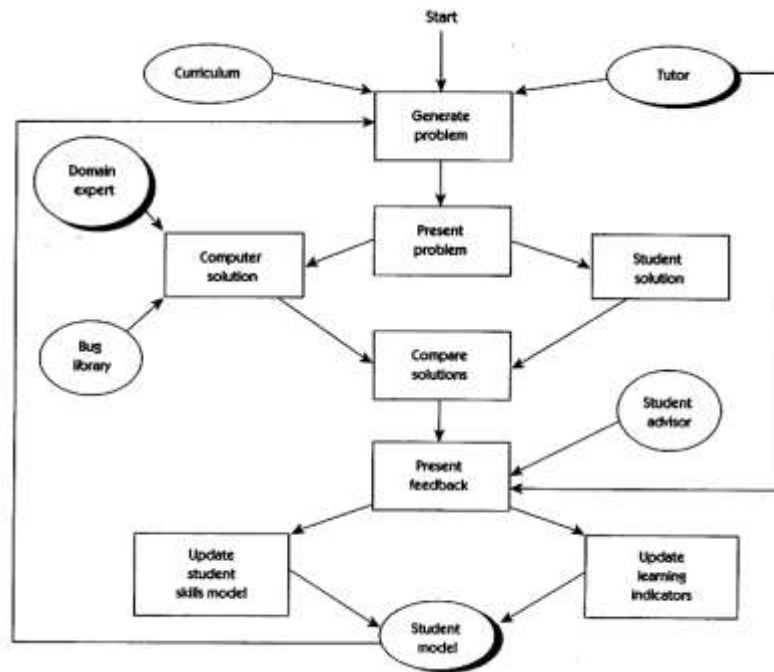 Start
Curriculum
Tutor
Generate
problem
Domain
expert
Present
problem
Computer
solution
Student
solution
Bug
library
Compare
solutions
Student
advisor
Present
feedback
Update
student
skills model
Update
learning
indicators
Student
model